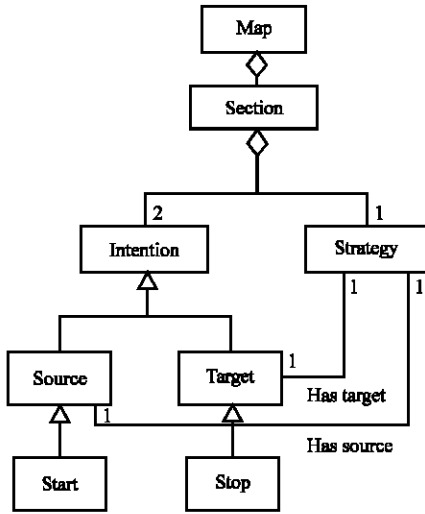 Map
Section
2
1
Intention
Strategy
1
1
Source
Target
1
Has target
1
Has source
Start
Stop